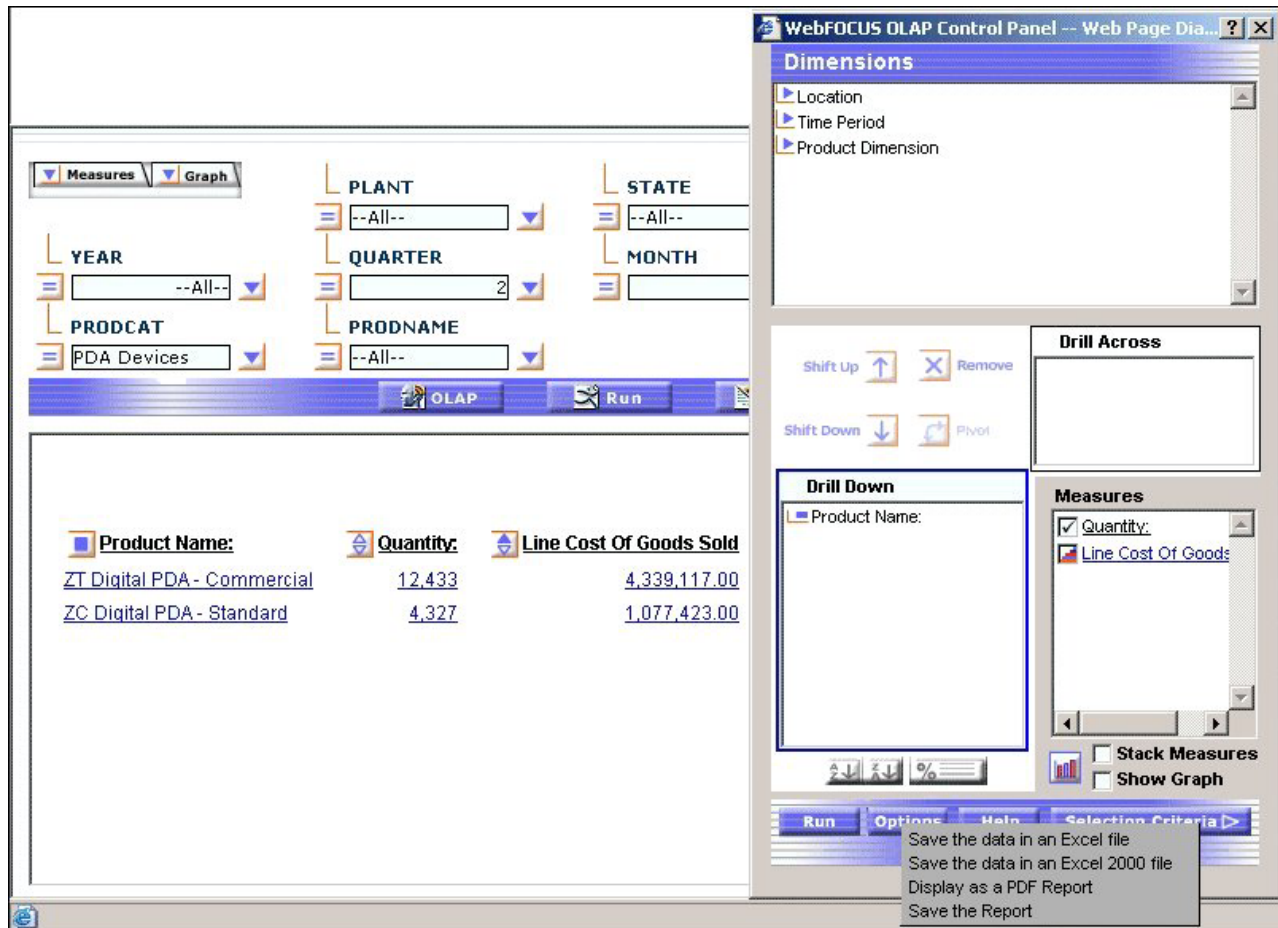 WebFOCUS OLAP Control Panel -- Web Page Dia...
Dimensions
Location
Time Period
Product Dimension
Measures Graph
PLANT STATE
--All-- --All--
YEAR QUARTER MONTH
--All-- 2
PRODCAT PRODNAME
PDA Devices --All--
OLAP Run
Product Name: Quantity: Line Cost Of Goods Sold
ZT Digital PDA - Commercial 12,433 4,339,117.00
ZC Digital PDA - Standard 4,327 1,077,423.00
Shift Up Remove
Shift Down Pivot
Drill Across
Drill Down
Product Name:
Measures
Quantity:
Line Cost Of Goods
Stack Measures
Show Graph
Run Options Help Selection Criteria
Save the data in an Excel file
Save the data in an Excel 2000 file
Display as a PDF Report
Save the Report